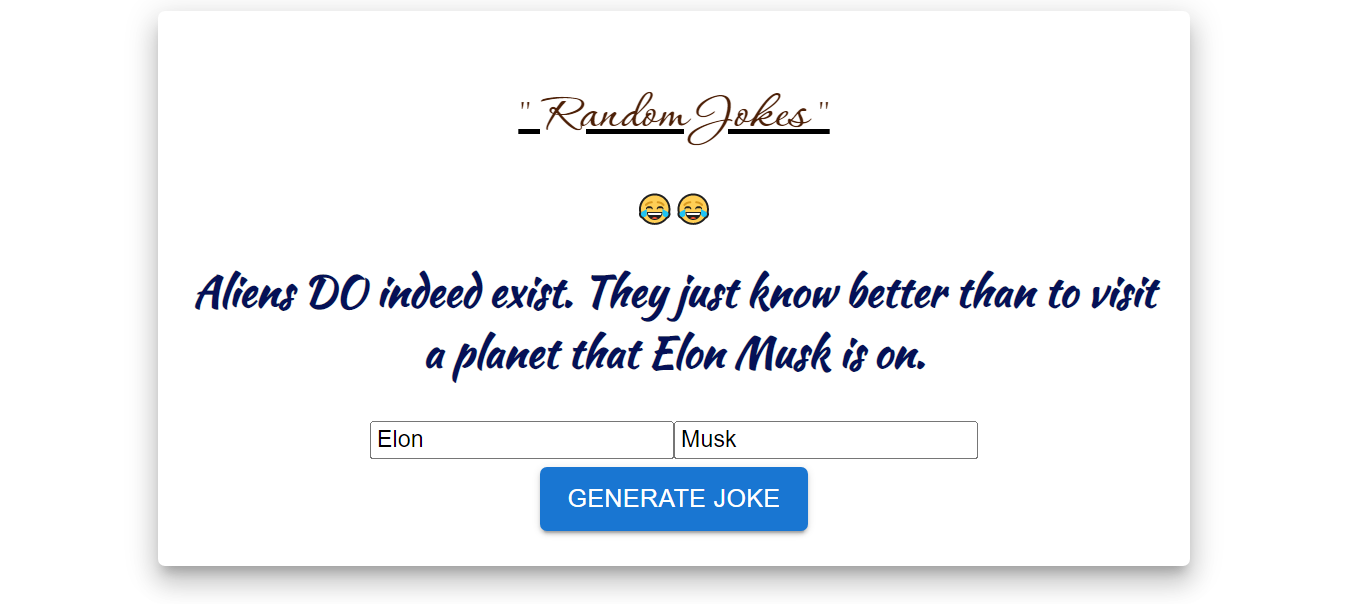 " Random Jokes "
Aliens DO indeed exist. They just know better than to visit
a planet that Elon Musk is on.
Elon Musk
GENERATE JOKE